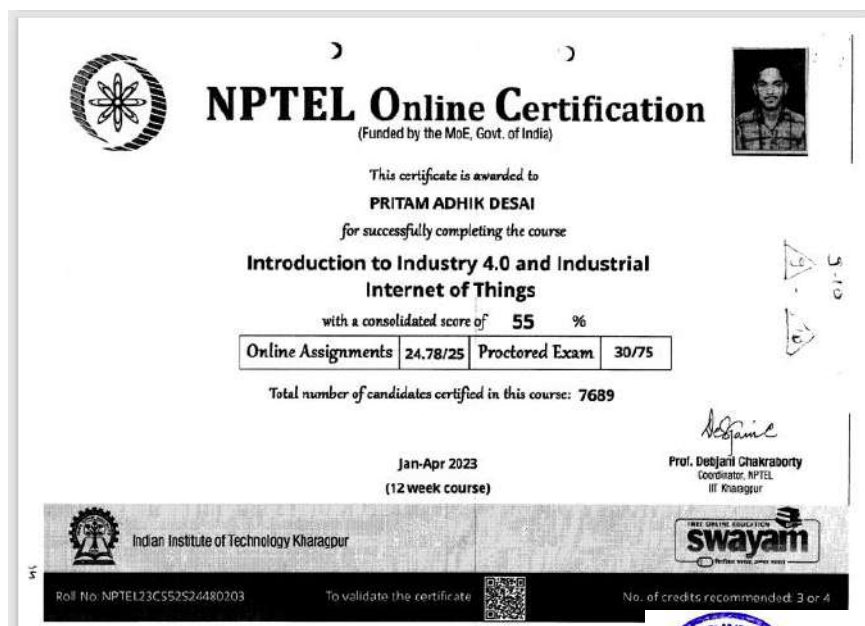 NPTEL Online Certification
(Funded by the MoE, Govt. of India)
This certificate is awarded to
PRITAM ADHIK DESAI
for successfully completing the course
Introduction to Industry 4.0 and Industrial
Internet of Things
with a consolidated score of 55 %
Online Assignments 24.78/25 Proctored Exam 30/75
Total number of candidates certified in this course: 7689
Jan-Apr 2023
(12 week course)
Prof. Debjani Chakraborty
Coordinator, NPTEL
IIT Kharagpur
Indian Institute of Technology Kharagpur
FREE ONLINE EDUCATION
swayam
Roll No: NPTEL23CS52S24480203 To validate the certificate No. of credits recommended: 3 or 4